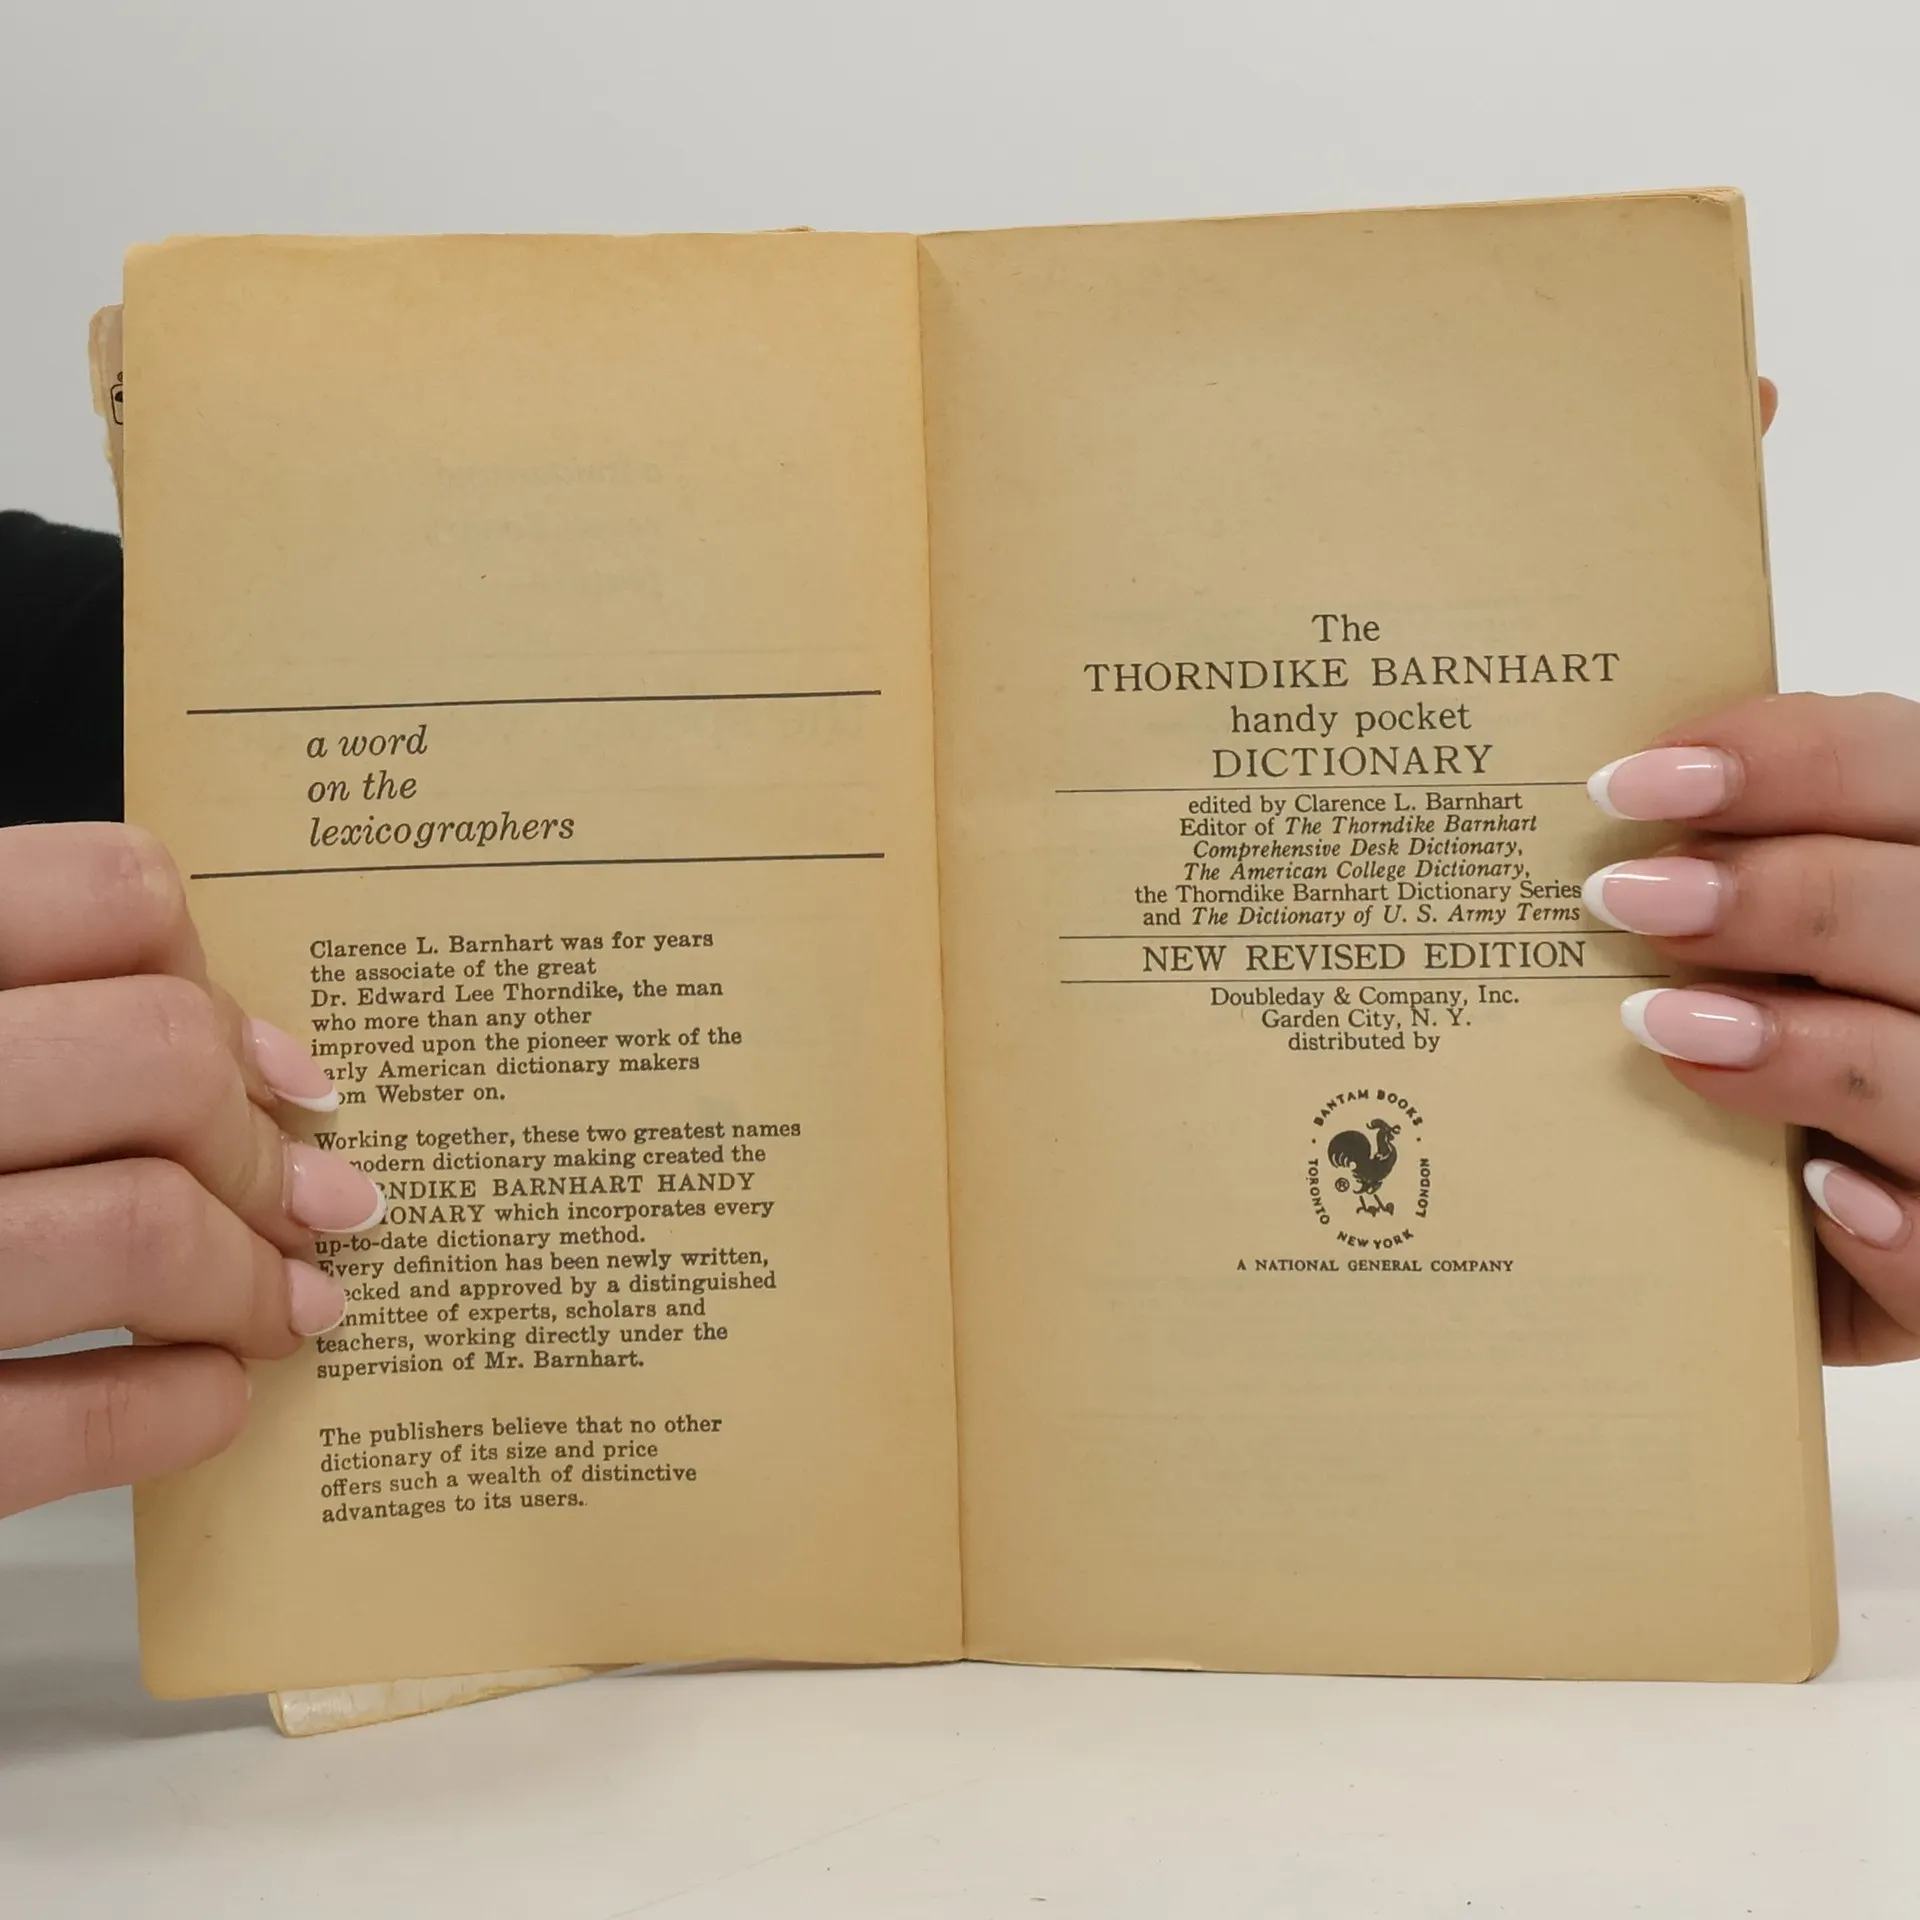 a word
on the
lexicographers
Clarence L. Barnhart was for years
the associate of the great
Dr. Edward Lee Thorndike, the man
who more than any other
improved upon the pioneer work of the
American dictionary makers
Webster on.
Working together, these two greatest names
modern dictionary making created the
BARNHART HANDY
which incorporates every
up-to-date dictionary method.
Every definition has been newly written,
and approved by a distinguished
of experts, scholars and
teachers, working directly under the
supervision of Mr. Barnhart.
The publishers believe that no other
dictionary of its size and price
offers such a wealth of distinctive
advantages to its users.
The
THORNDIKE BARNHART
handy pocket
DICTIONARY
edited by Clarence L. Barnhart
Editor of The Thorndike Barnhart
Comprehensive Desk Dictionary,
The American College Dictionary,
the Thorndike Barnhart Dictionary Series
and The Dictionary of U. S. Army Terms
NEW REVISED EDITION
Doubleday & Company, Inc.
Garden City, N. Y.
distributed by
BANTAM BOOKS
TORONTO · NEW YORK · LONDON
®
A NATIONAL GENERAL COMPANY